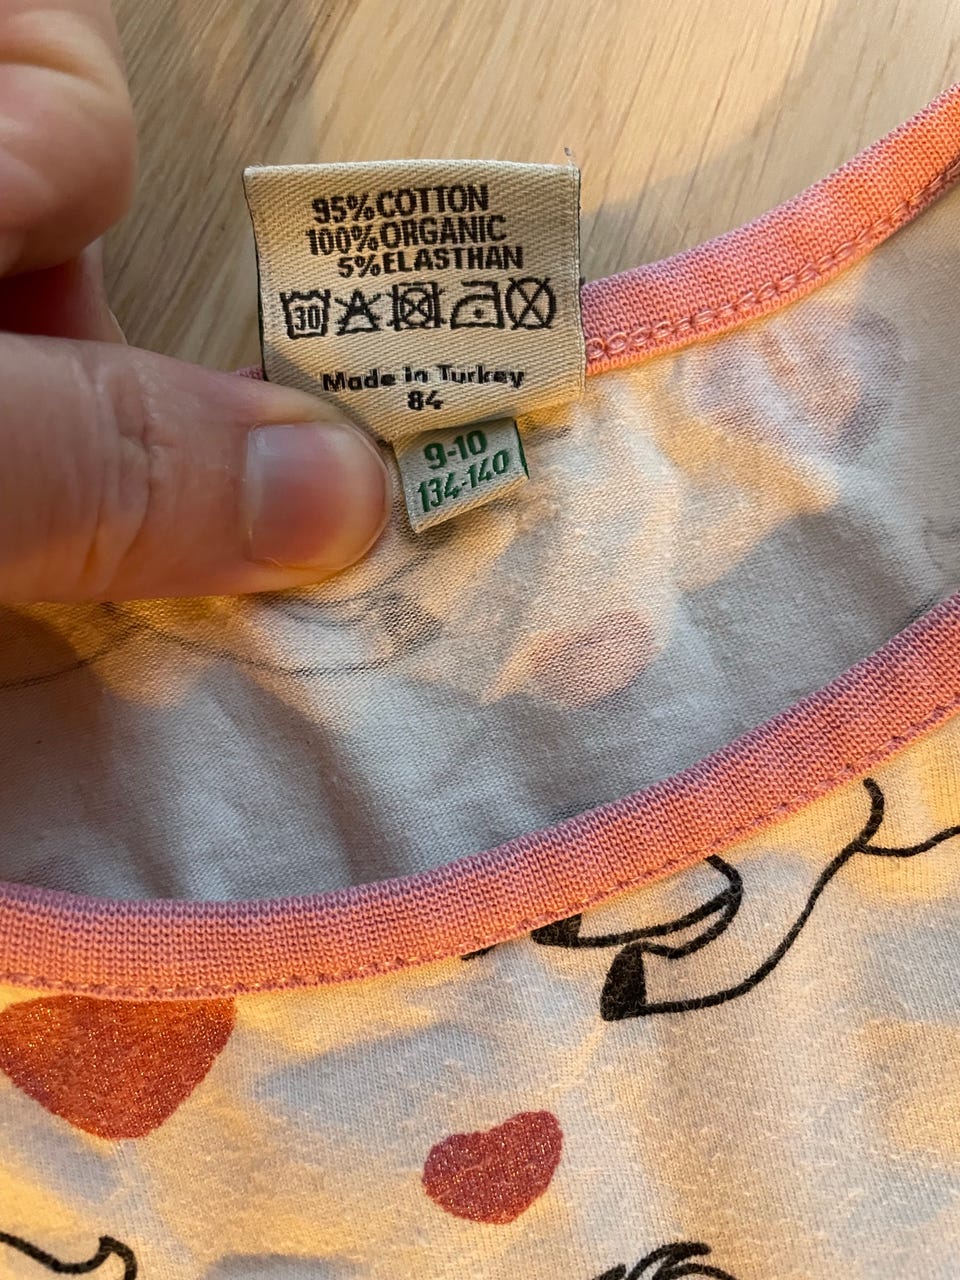 95% COTTON
100% ORGANIC
5% ELASTHAN
30
Made in Turkey
84
9-10
134-140